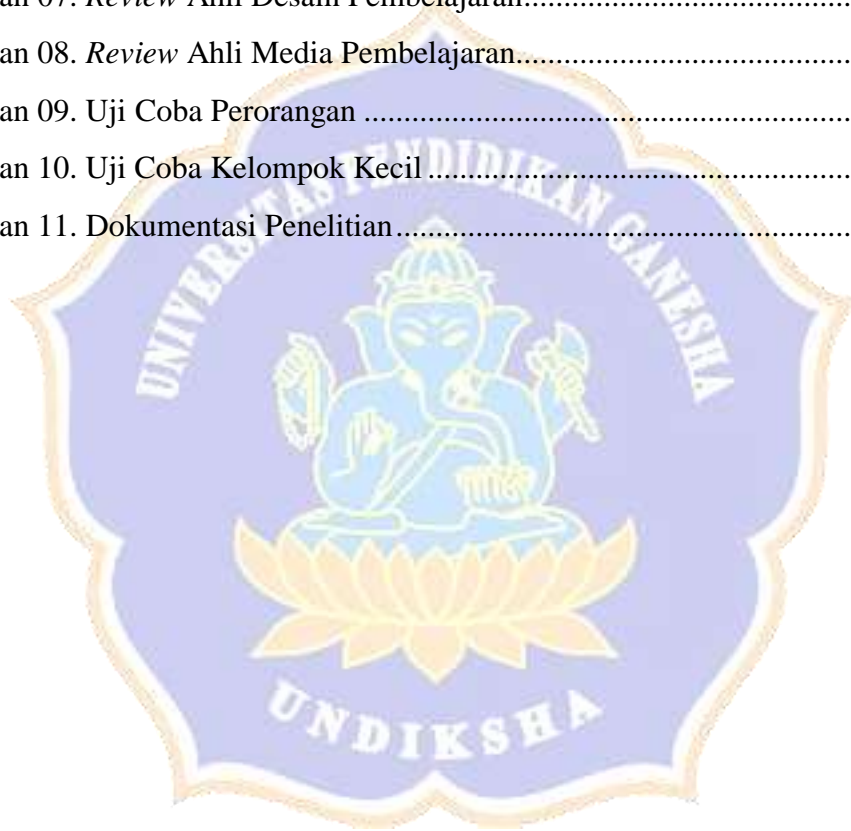 an 07. Review Ahli Desain Pembelajaran........................................
an 08. Review Ahli Media Pembelajaran.........................................
an 09. Uji Coba Perorangan ............................................................
an 10. Uji Coba Kelompok Kecil ....................................................
an 11. Dokumentasi Penelitian ........................................................
UNIVERSITAS PENDIDIKAN GANESHA
UNDIKSHA